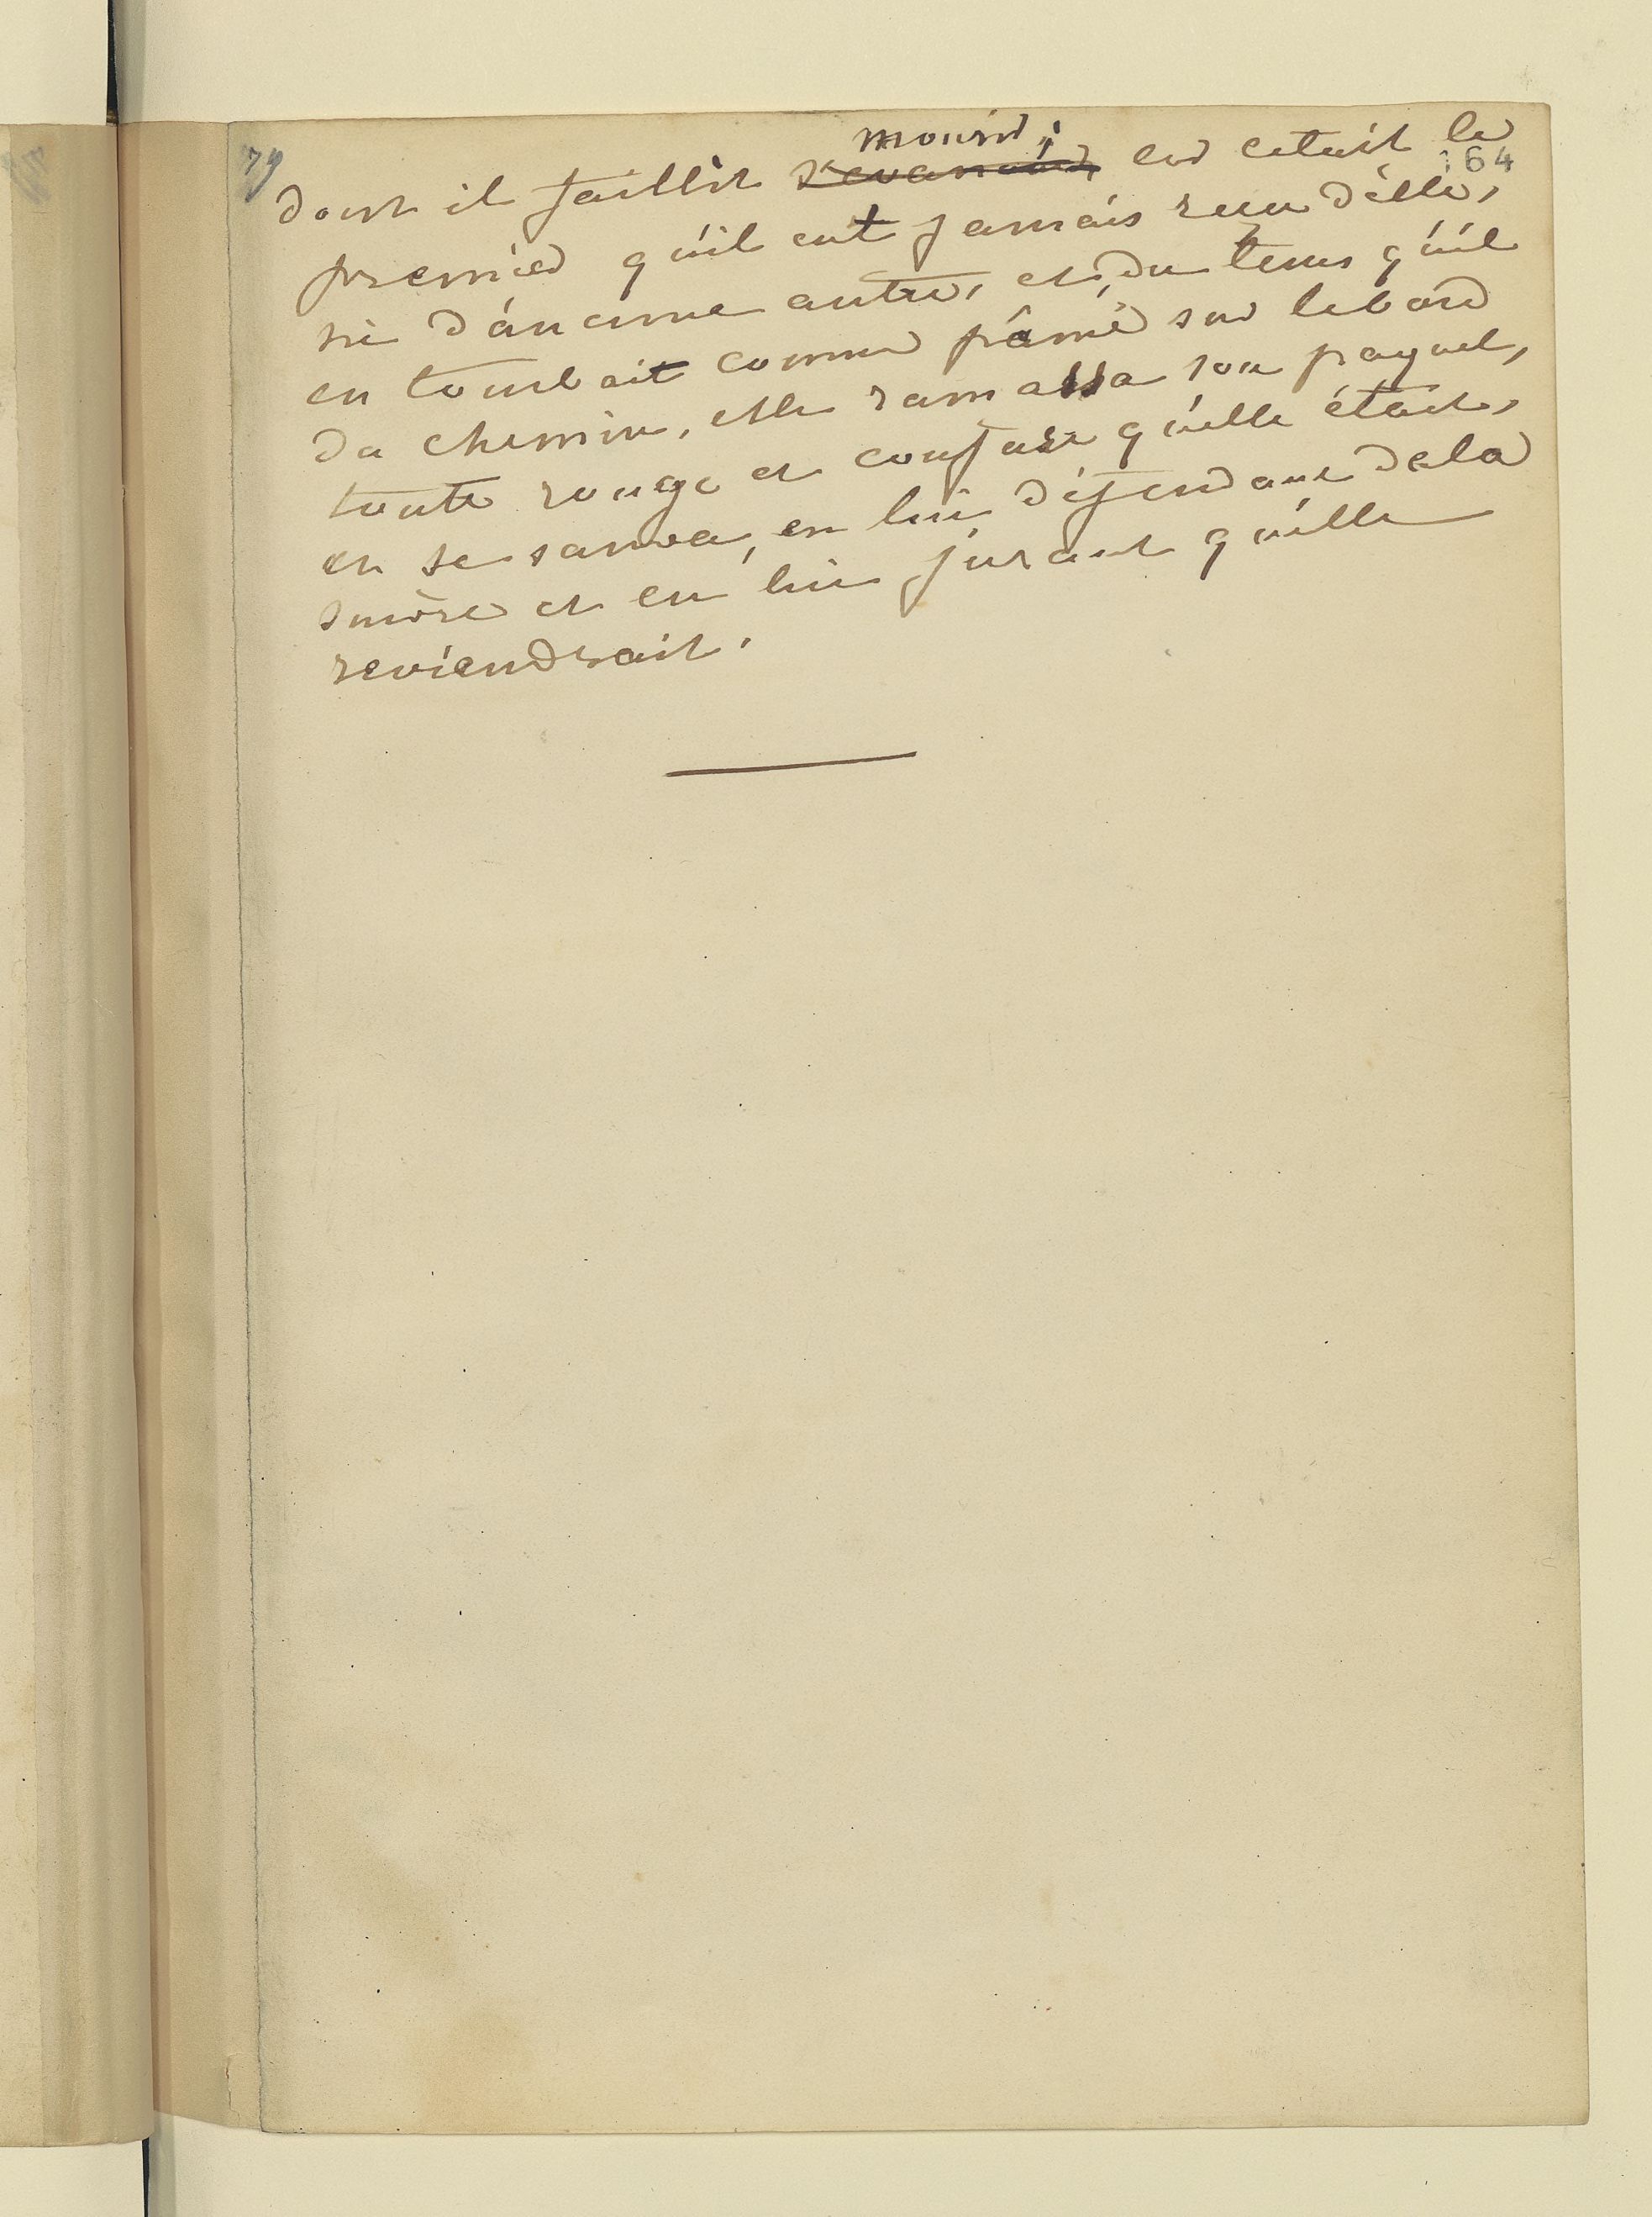 79
164
mourir ;
dont il faillit s'evanouir, car cetait le
premier qu'il eut jamais reçu d'elle,
ni d'aucune autre, et, du tems qu'il
en tombait comme pâmé sur le bord
du chemin, elle ramassa son paquet,
toute rouge et confuse qu'elle était,
et se sauva, en lui défendant de la
suivre et en lui jurant qu'elle
reviendrait.